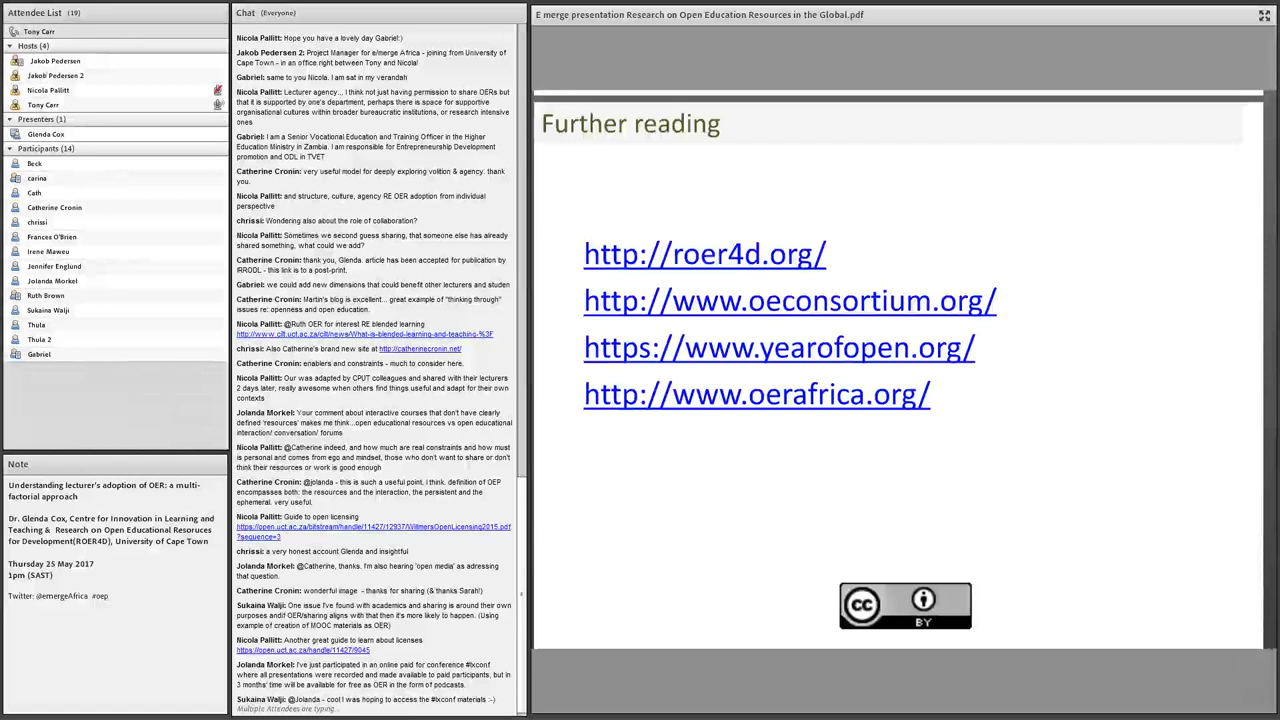 Attendee List (19)
Tony Carr
Hosts (4)
Jakob Pedersen
Jakob Pedersen 2
Nicola Pallitt
Tony Carr
Presenters (1)
Glenda Cox
Participants (14)
Beck
carina
Cath
Catherine Cronin
chrissi
Frances O'Brien
Irene Maweu
Jennifer Englund
Jolanda Morkel
Ruth Brown
Sukaina Walji
Thula
Thula 2
Gabriel
Note
Understanding lecturer's adoption of OER: a multi-
factorial approach
Dr. Glenda Cox, Centre for Innovation in Learning and
Teaching & Research on Open Educational Resoruces
for Development(ROER4D), University of Cape Town
Thursday 25 May 2017
1pm (SAST)
Twitter: @emergeAfrica #oep
Chat (Everyone)
Nicola Pallitt: Hope you have a lovely day Gabriel:)
Jakob Pedersen 2: Project Manager for e/merge Africa - joining from University of
Cape Town - in an office right between Tony and Nicola!
Gabriel: same to you Nicola. I am sat in my verandah
Nicola Pallitt: Lecturer agency... I think not just having permission to share OERs but
that it is supported by one's department, perhaps there is space for supportive
organisational cultures within broader bureaucratic institutions, or research intensive
ones
Gabriel: I am a Senior Vocational Education and Training Officer in the Higher
Education Ministry in Zambia. I am responsible for Entrepreneurship Development
promotion and ODL in TVET
Catherine Cronin: very useful model for deeply exploring volition & agency. thank
you.
Nicola Pallitt: and structure, culture, agency RE OER adoption from individual
perspective
chrissi: Wondering also about the role of collaboration?
Nicola Pallitt: Sometimes we second guess sharing, that someone else has already
shared something, what could we add?
Catherine Cronin: thank you, Glenda. article has been accepted for publication by
IRRODL - this link is to a post-print.
Gabriel: we could add new dimensions that could benefit other lecturers and studen
Catherine Cronin: Martin's blog is excellent... great example of "thinking through"
issues re: openness and open education.
Nicola Pallitt: @Ruth OER for interest RE blended learning
http://www.cilt.uct.ac.za/cilt/news/What-is-blended-learning-and-teaching-%3F
chrissi: Also Catherine's brand new site at http://catherinecronin.net/
Catherine Cronin: enablers and constraints - much to consider here.
Nicola Pallitt: Our was adapted by CPUT colleagues and shared with their lecturers
2 days later, really awesome when others find things useful and adapt for their own
contexts
Jolanda Morkel: Your comment about interactive courses that don't have clearly
defined 'resources' makes me think...open educational resources vs open educational
interaction/ conversation/ forums
Nicola Pallitt: @Catherine indeed, and how much are real constraints and how must
is personal and comes from ego and mindset, those who don't want to share or don't
think their resources or work is good enough
Catherine Cronin: @jolanda - this is such a useful point, I think. definition of OEP
encompasses both: the resources and the interaction, the persistent and the
ephemeral. very useful.
Nicola Pallitt: Guide to open licensing
https://open.uct.ac.za/bitstream/handle/11427/12937/WillmersOpenLicensing2015.pdf
?sequence=3
chrissi: a very honest account Glenda and insightful
Jolanda Morkel: @Catherine, thanks. I'm also hearing 'open media' as adressing
that question.
Catherine Cronin: wonderful image - thanks for sharing (& thanks Sarah!)
Sukaina Walji: One issue I've found with academics and sharing is around their own
purposes andif OER/sharing aligns with that then it's more likely to happen. (Using
example of creation of MOOC materials as OER)
Nicola Pallitt: Another great guide to learn about licenses
https://open.uct.ac.za/handle/11427/9045
Jolanda Morkel: I've just participated in an online paid for conference #lxconf
where all presentations were recorded and made available to paid participants, but in
3 months' time will be available for free as OER in the form of podcasts.
Sukaina Walji: @Jolanda - cool I was hoping to access the #lxconf materials :-)
Multiple Attendees are typing...
E merge presentation Research on Open Education Resources in the Global.pdf
Further reading
http://roer4d.org/
http://www.oeconsortium.org/
https://www.yearofopen.org/
http://www.oerafrica.org/
cc
BY